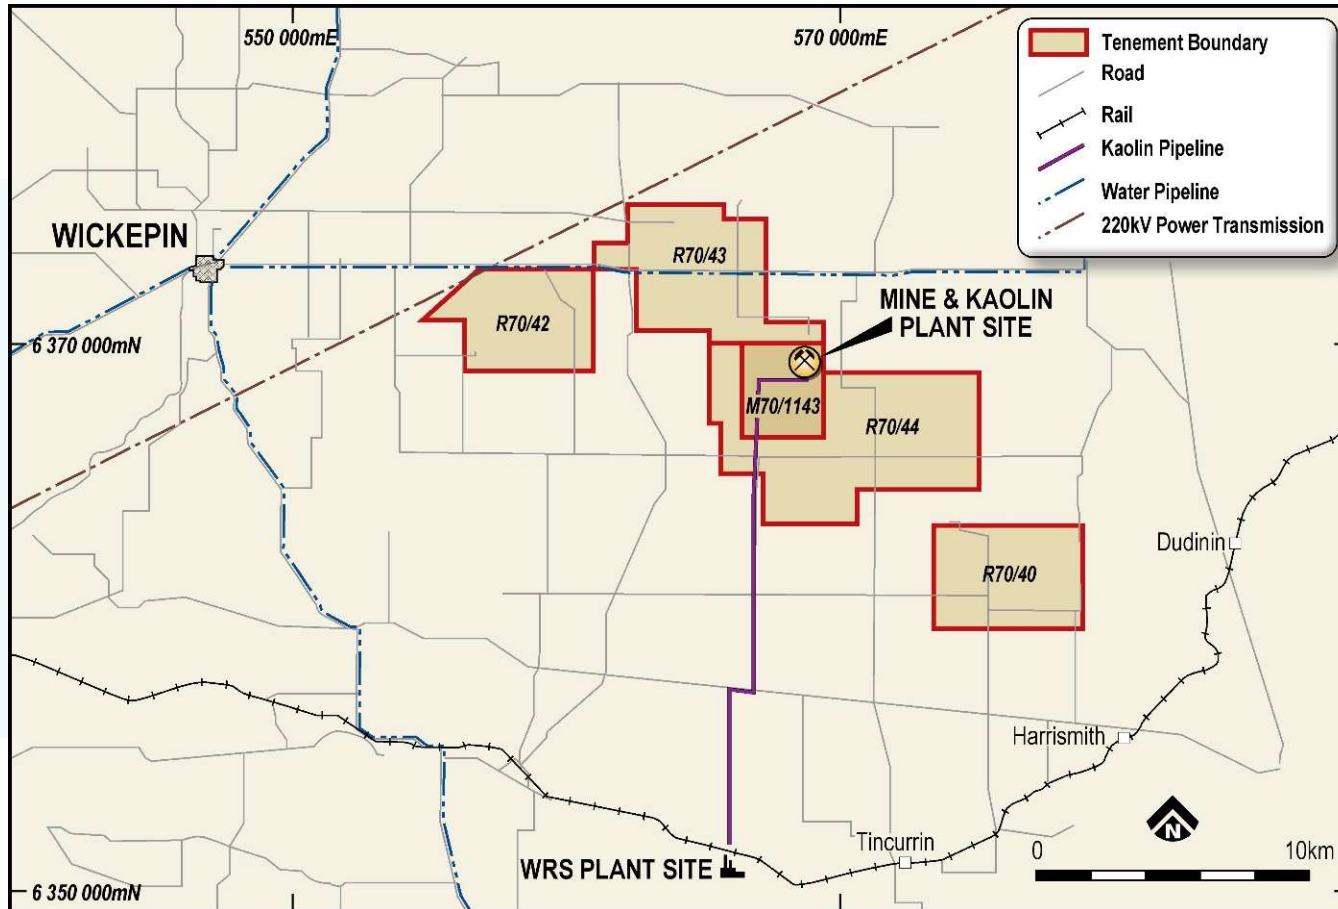 550 000mE
570 000mE
Tenement Boundary
Road
Rail
Kaolin Pipeline
Water Pipeline
220kV Power Transmission
WICKEPIN
R70/43
MINE & KAOLIN
PLANT SITE
R70/42
6 370 000mN
M70/1143
R70/44
Dudinin
R70/40
Harrismith
N
Tincurrin
0
10km
WRS PLANT SITE
6 350 000mN